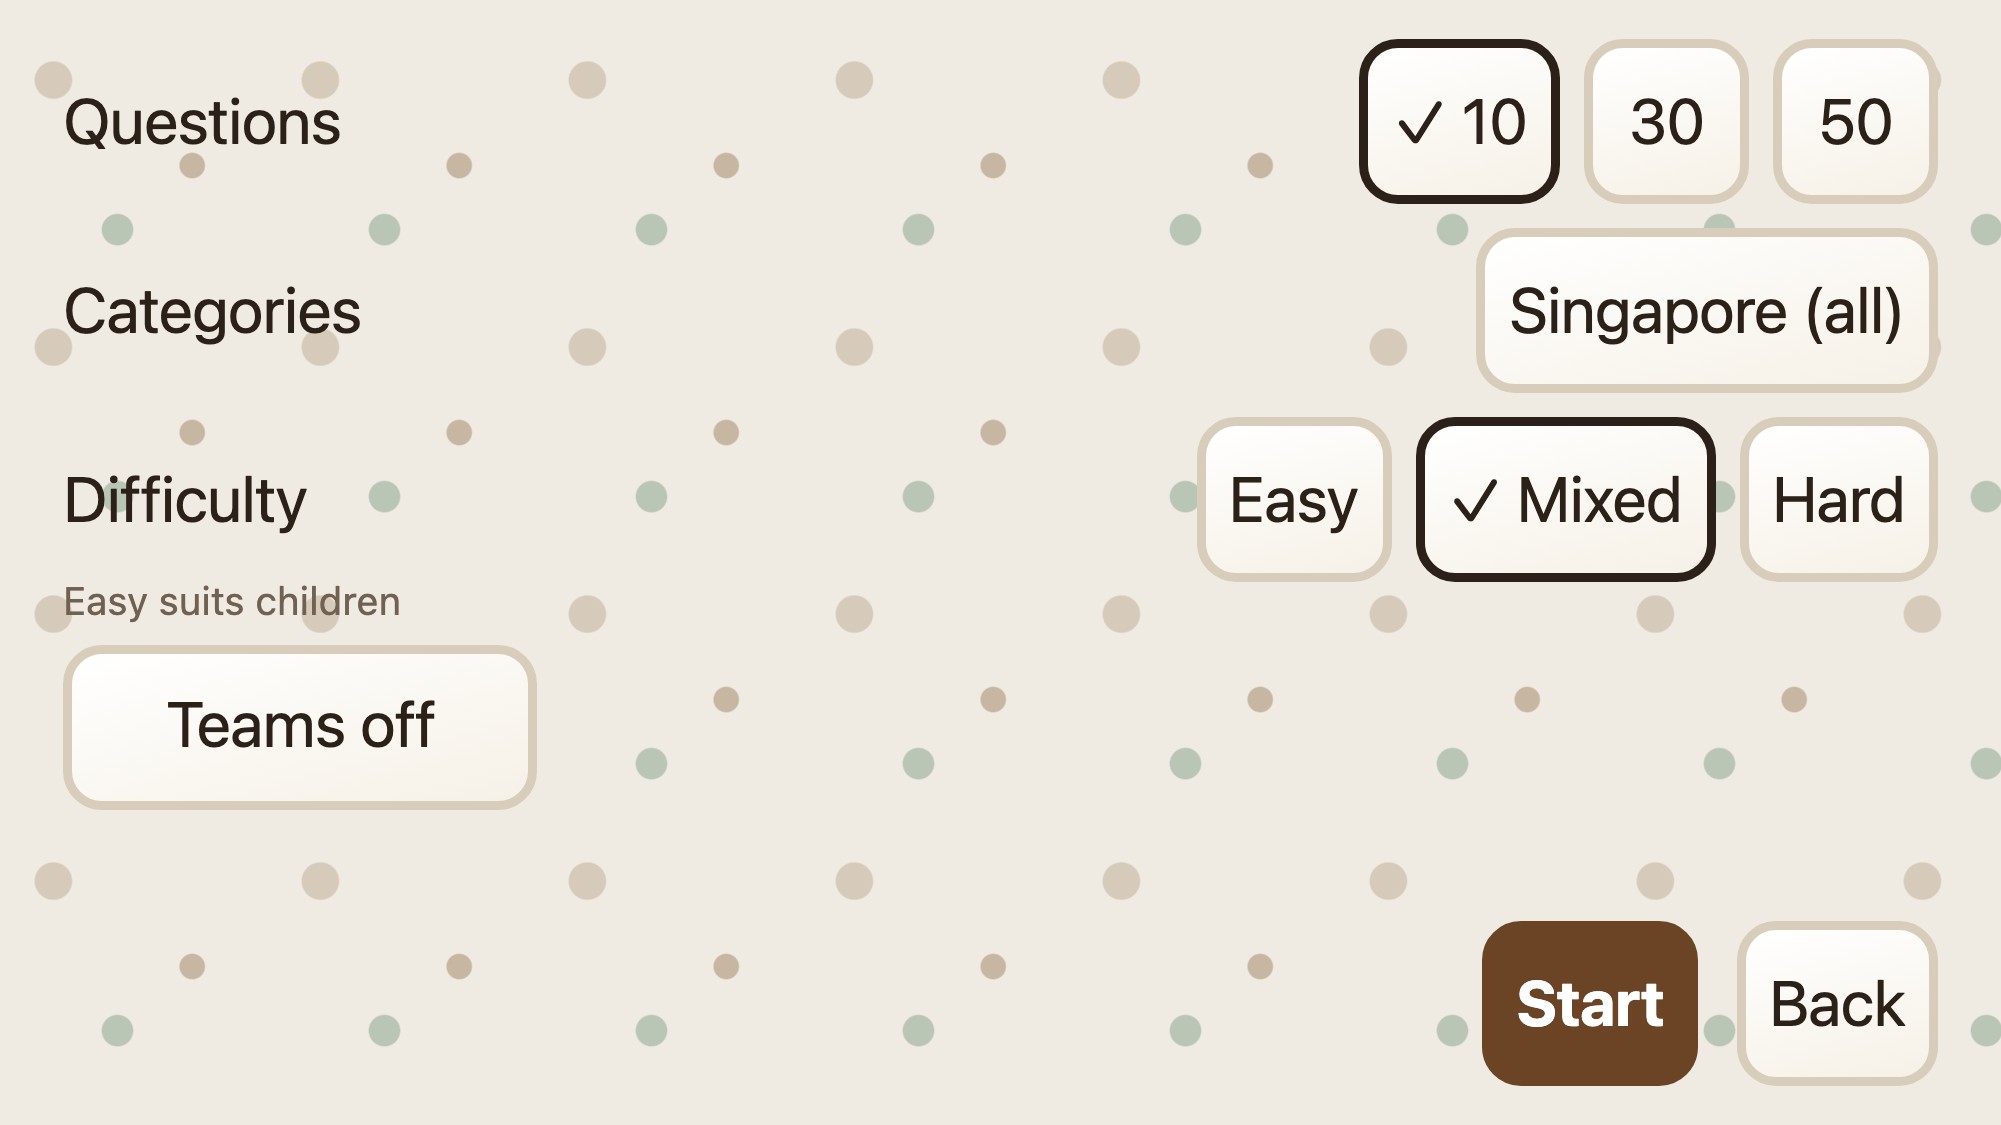 Questions ✓ 10 30 50
Categories Singapore (all)
Difficulty Easy ✓ Mixed Hard
Easy suits children
Teams off
Start Back